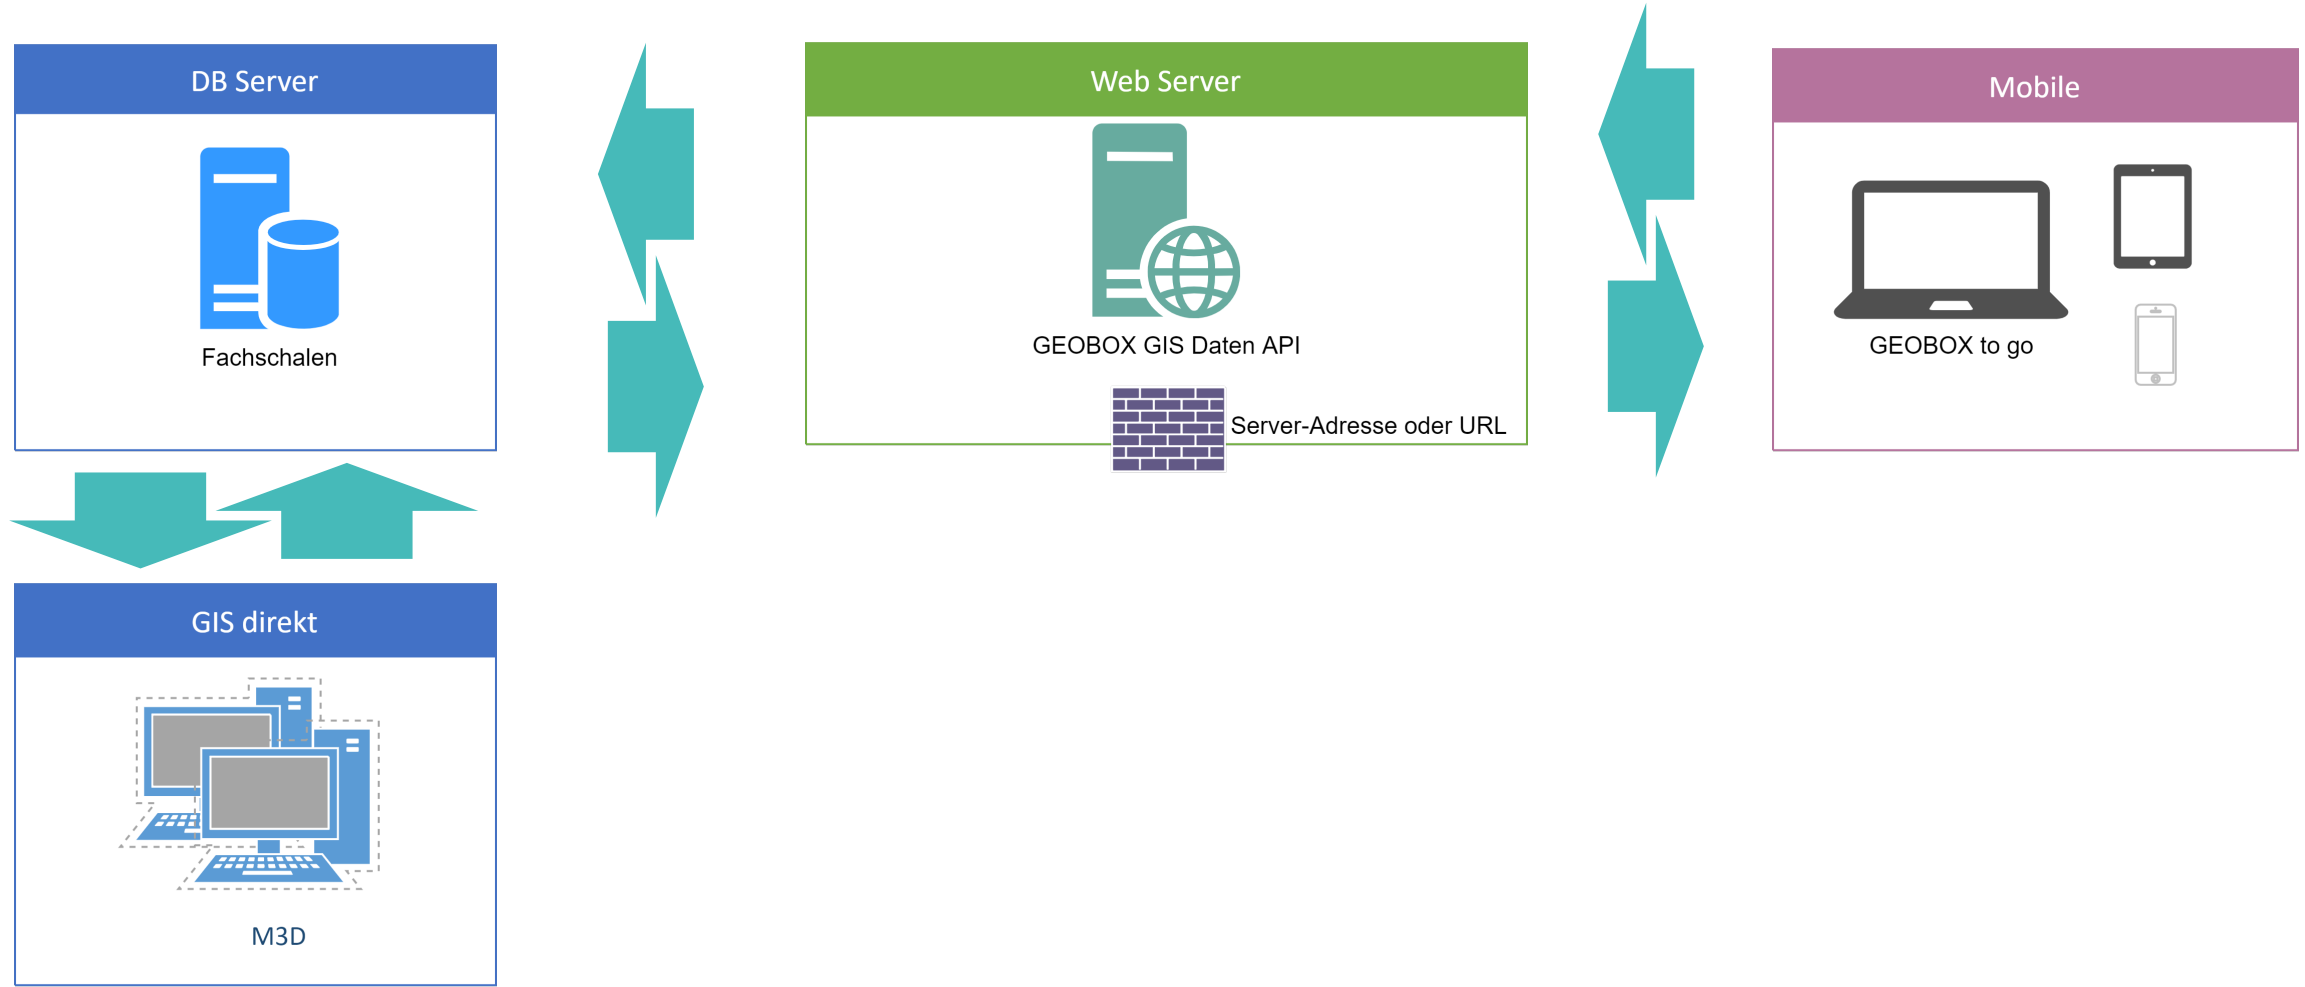 DB Server
Fachschalen
Web Server
GEOBOX GIS Daten API
Server-Adresse oder URL
Mobile
GEOBOX to go
GIS direkt
M3D